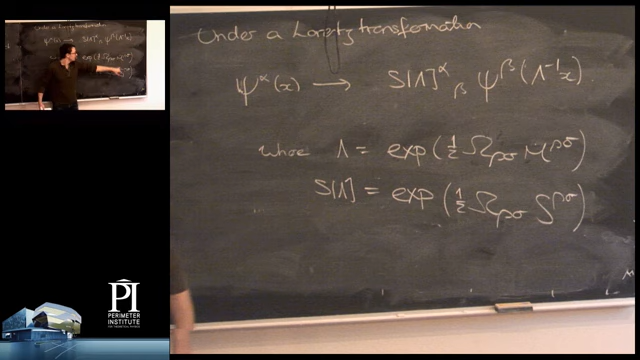 Under a Lorentz transformation
ψ^α(x) → S[Λ]^α_β ψ^β(Λ^{-1}x)
where Λ = exp(½ Ω_ρσ M^ρσ)
S[Λ] = exp(½ Ω_ρσ S^ρσ)
PI
PERIMETER
INSTITUTE
FOR THEORETICAL PHYSICS